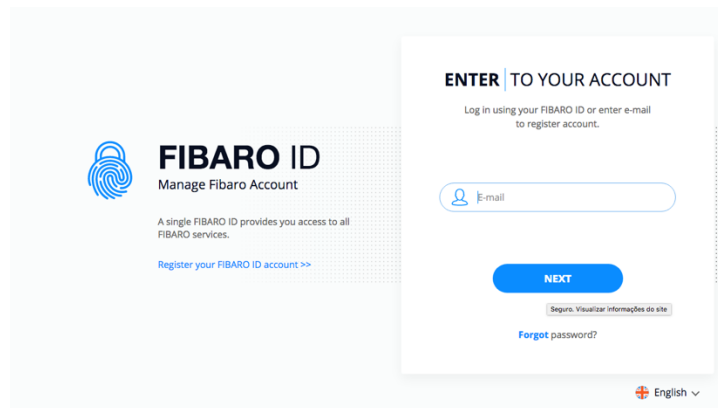 FIBARO ID
Manage Fibaro Account
A single FIBARO ID provides you access to all
FIBARO services.
Register your FIBARO ID account >>
ENTER TO YOUR ACCOUNT
Log in using your FIBARO ID or enter e-mail
to register account.
E-mail
NEXT
Seguro. Visualizar informações do site
Forgot password?
English